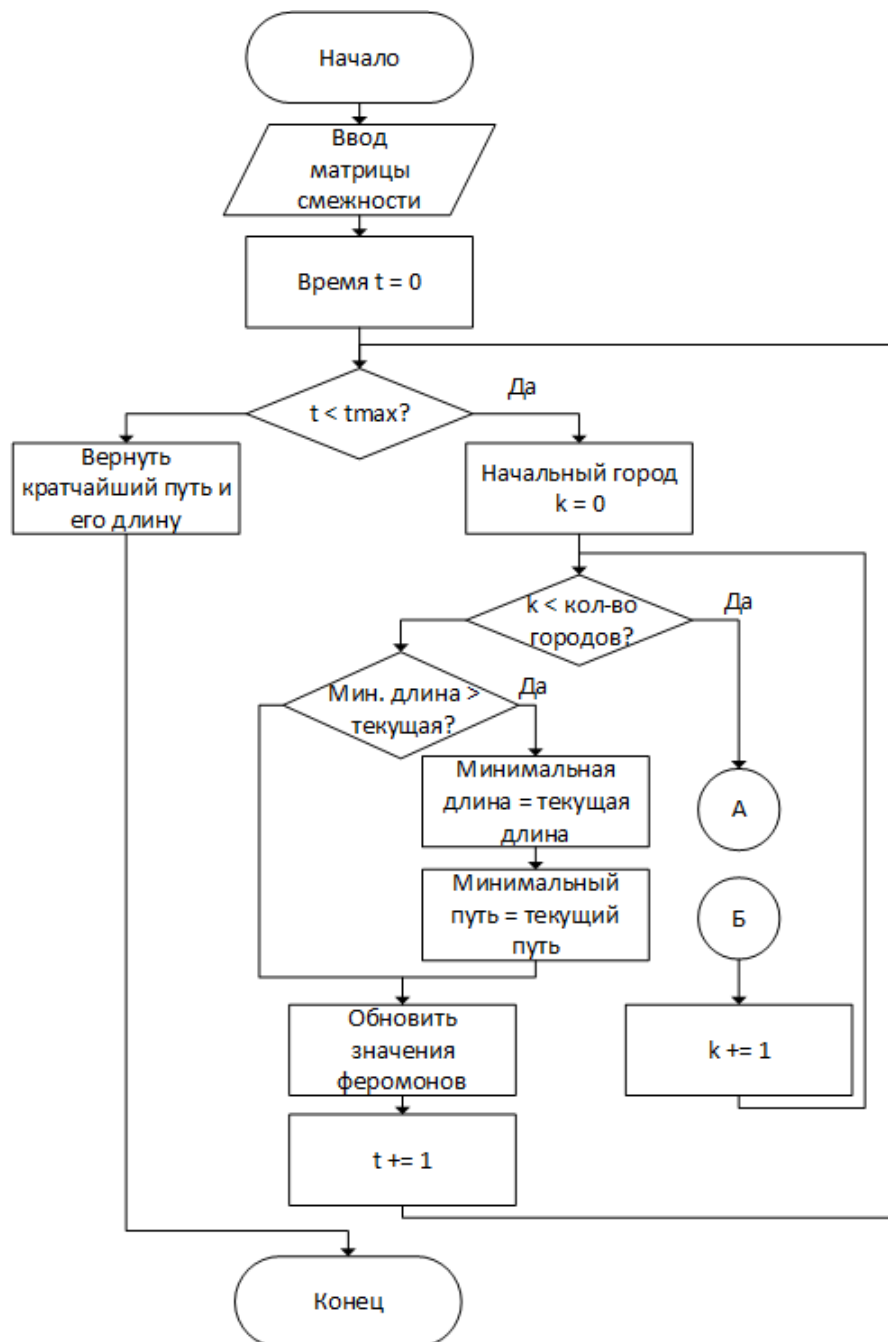 Начало
Ввод
матрицы
смежности
Время t = 0
t < tmax?
Да
Вернуть
кратчайший путь и
его длину
Начальный город
k = 0
k < кол-во
городов?
Да
Мин. длина >
текущая?
Да
Минимальная
длина = текущая
длина
А
Минимальный
путь = текущий
путь
Б
Обновить
значения
феромонов
k += 1
t += 1
Конец